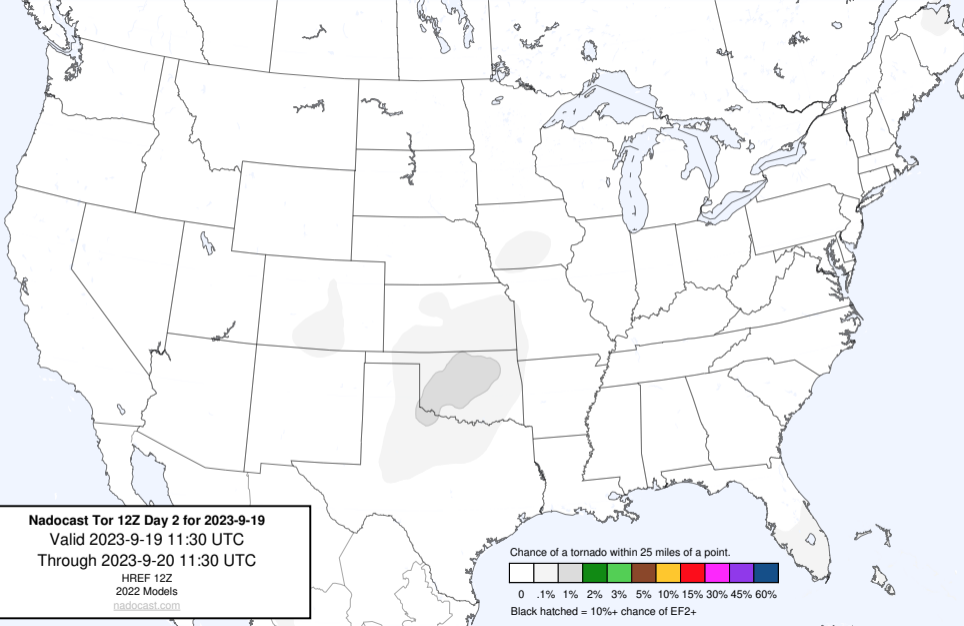 Nadocast Tor 12Z Day 2 for 2023-9-19
Valid 2023-9-19 11:30 UTC
Through 2023-9-20 11:30 UTC
HREF 12Z
2022 Models
nadocast.com
Chance of a tornado within 25 miles of a point.
0 .1% 1% 2% 3% 5% 10% 15% 30% 45% 60%
Black hatched = 10%+ chance of EF2+